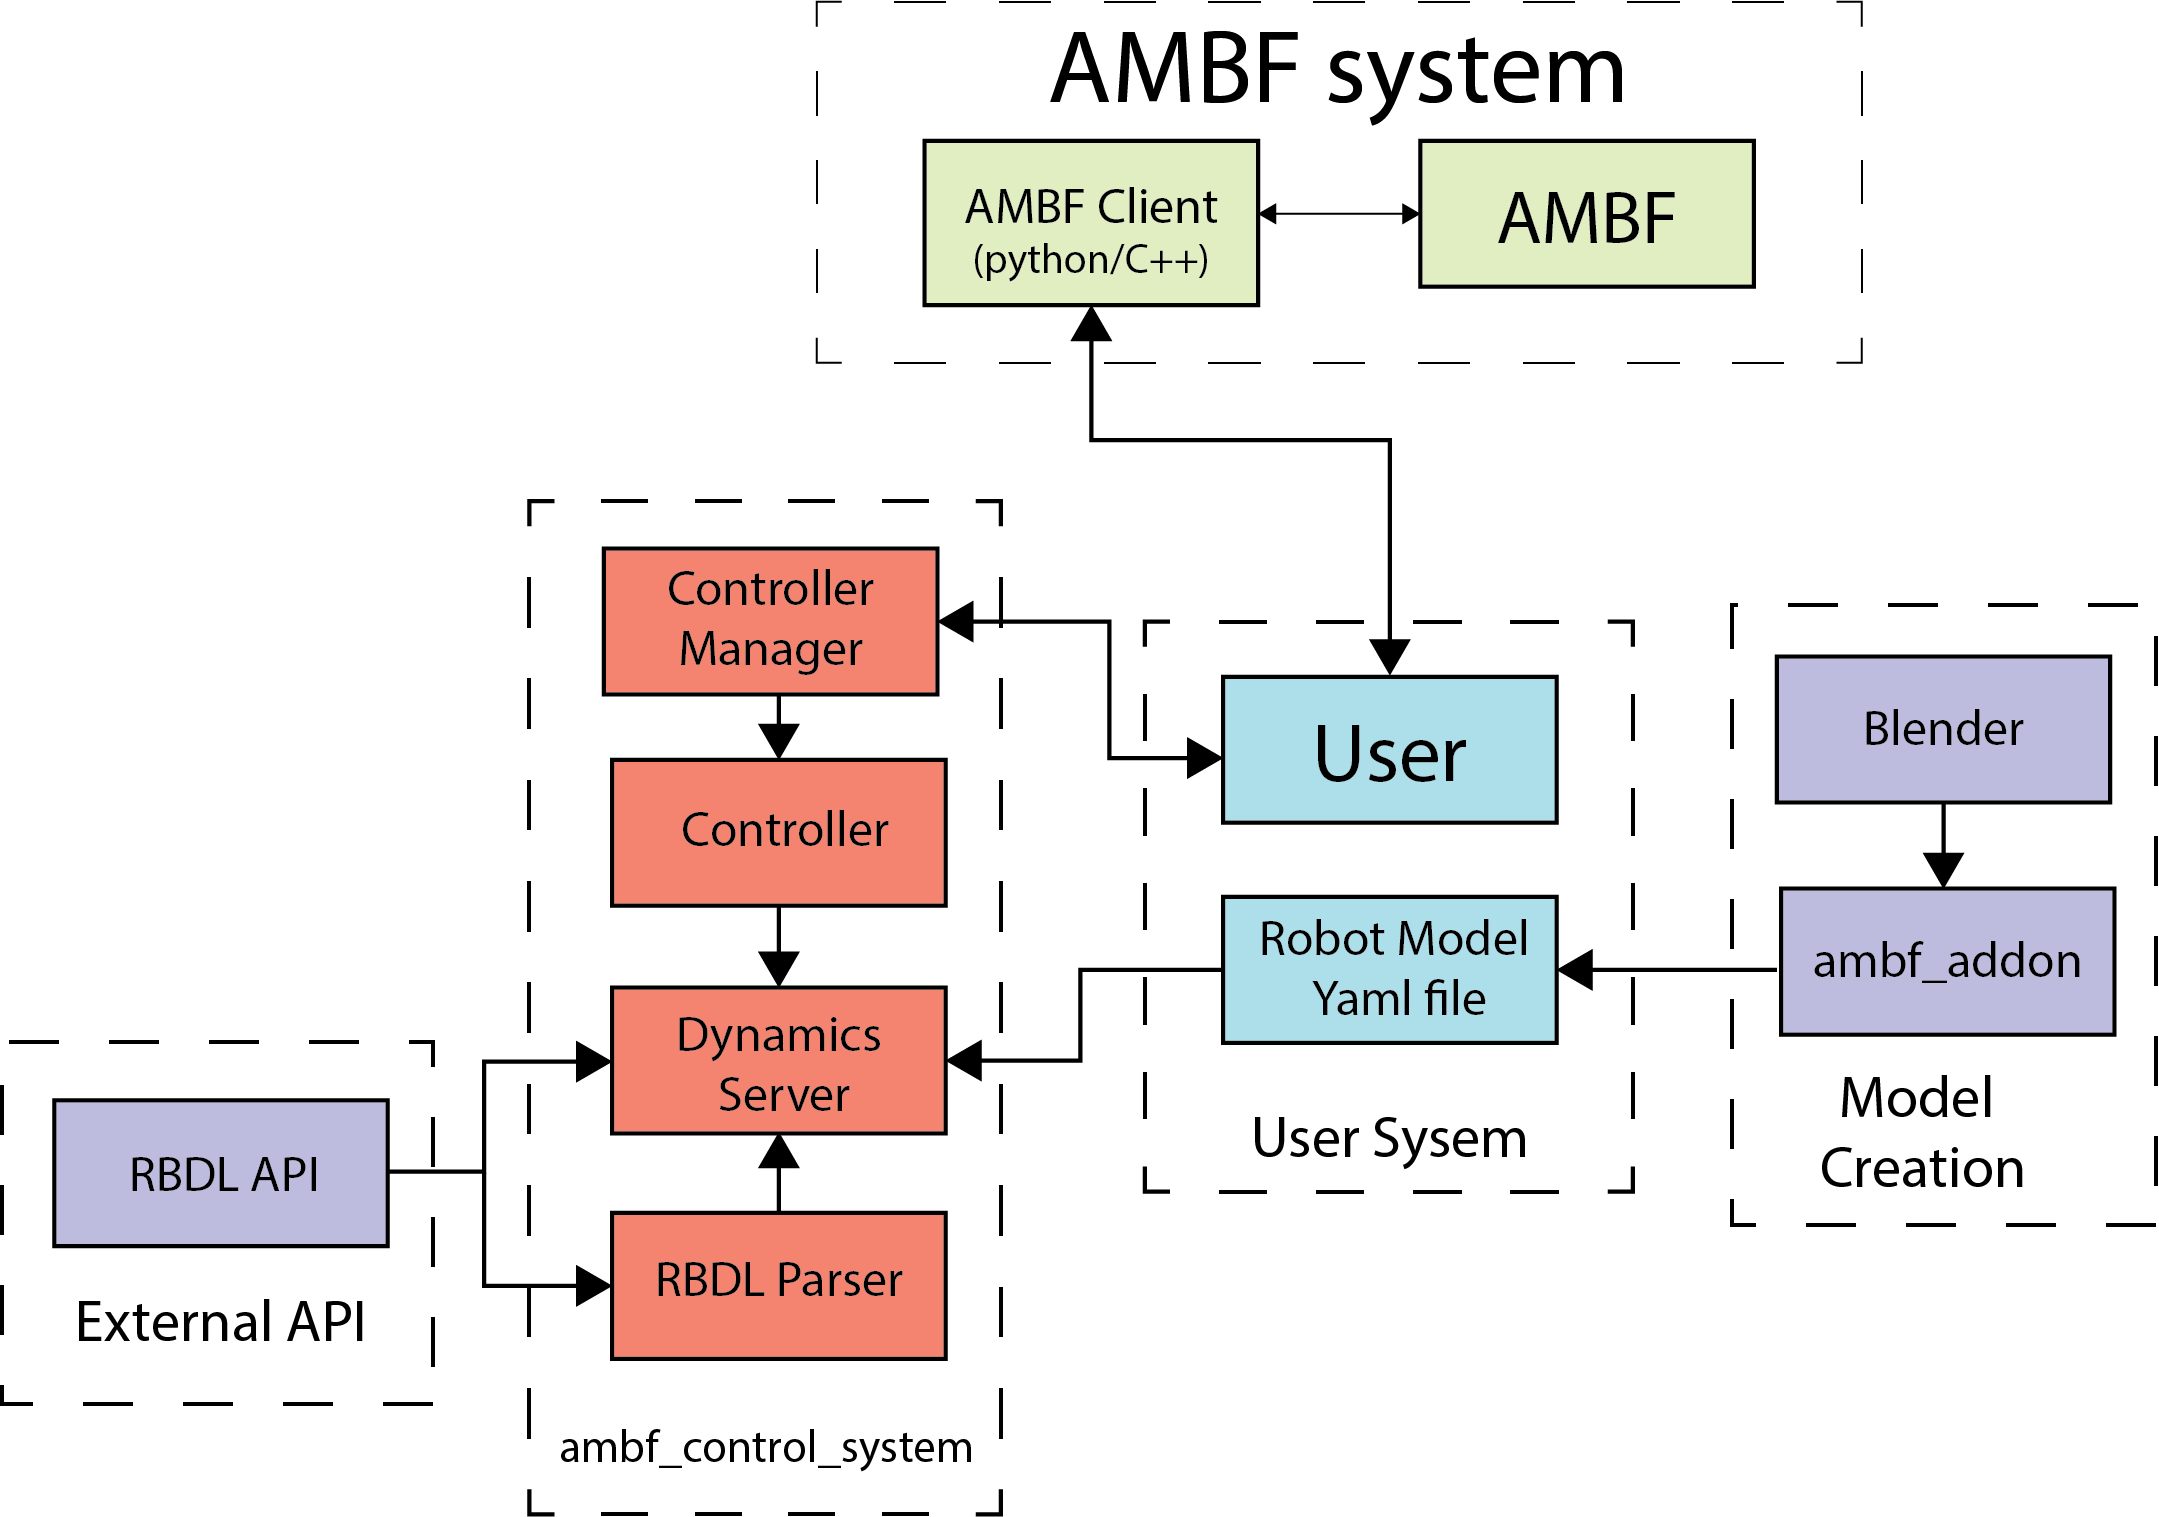 AMBF system
AMBF Client
(python/C++)
AMBF
Controller
Manager
Controller
Dynamics
Server
RBDL Parser
ambf_control_system
RBDL API
External API
User
Robot Model
Yaml file
User Sysem
Blender
ambf_addon
Model
Creation